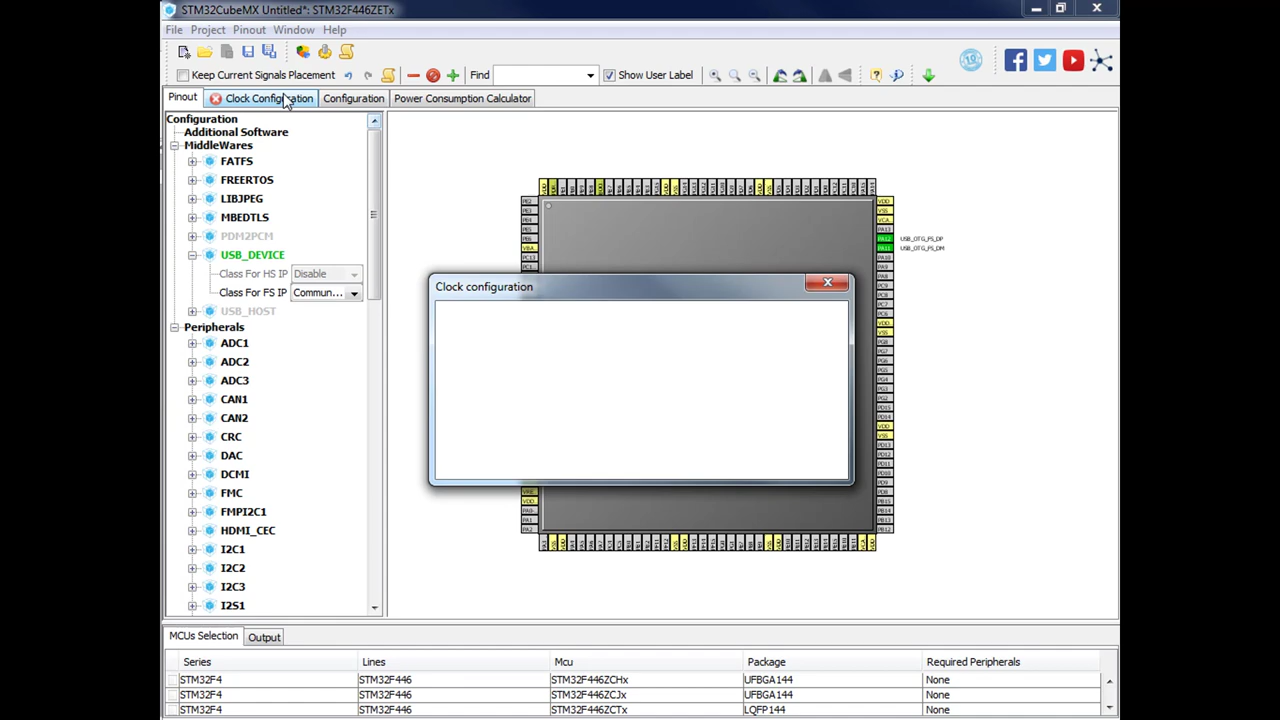 STM32CubeMX Untitled*: STM32F446ZETx
File Project Pinout Window Help
Keep Current Signals Placement Find Show User Label
Pinout Clock Configuration Configuration Power Consumption Calculator
Configuration
Additional Software
MiddleWares
FATFS
FREERTOS
LIBJPEG
MBEDTLS
PDM2PCM
USB_DEVICE
Class For HS IP Disable
Class For FS IP Commun...
USB_HOST
Peripherals
ADC1
ADC2
ADC3
CAN1
CAN2
CRC
DAC
DCMI
FMC
FMPI2C1
HDMI_CEC
I2C1
I2C2
I2C3
I2S1
USB_OTG_FS_DP
USB_OTG_FS_DM
Clock configuration
MCUs Selection Output
Series Lines Mcu Package Required Peripherals
STM32F4 STM32F446 STM32F446ZCHx UFBGA144 None
STM32F4 STM32F446 STM32F446ZCJx UFBGA144 None
STM32F4 STM32F446 STM32F446ZCTx LQFP144 None